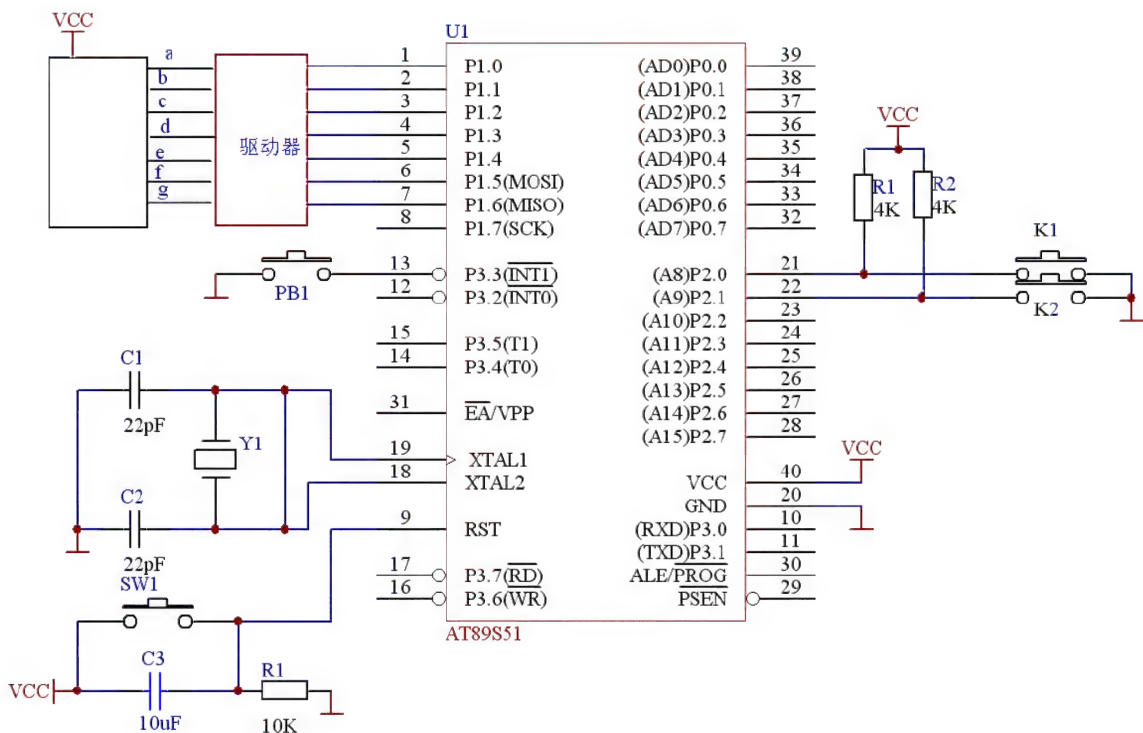 VCC
a
b
c
d
e
f
g
驱动器
U1
1 P1.0
2 P1.1
3 P1.2
4 P1.3
5 P1.4
6 P1.5(MOSI)
7 P1.6(MISO)
8 P1.7(SCK)
13 P3.3(INT1)
12 P3.2(INT0)
15 P3.5(T1)
14 P3.4(T0)
31 EA/VPP
19 XTAL1
18 XTAL2
9 RST
17 P3.7(RD)
16 P3.6(WR)
(AD0)P0.0 39
(AD1)P0.1 38
(AD2)P0.2 37
(AD3)P0.3 36
(AD4)P0.4 35
(AD5)P0.5 34
(AD6)P0.6 33
(AD7)P0.7 32
(A8)P2.0 21
(A9)P2.1 22
(A10)P2.2 23
(A11)P2.3 24
(A12)P2.4 25
(A13)P2.5 26
(A14)P2.6 27
(A15)P2.7 28
VCC 40
GND 20
(RXD)P3.0 10
(TXD)P3.1 11
ALE/PROG 30
PSEN 29
AT89S51
PB1
C1
22pF
Y1
C2
22pF
SW1
VCC
C3
10uF
R1
10K
VCC
R1
4K
R2
4K
K1
K2
VCC